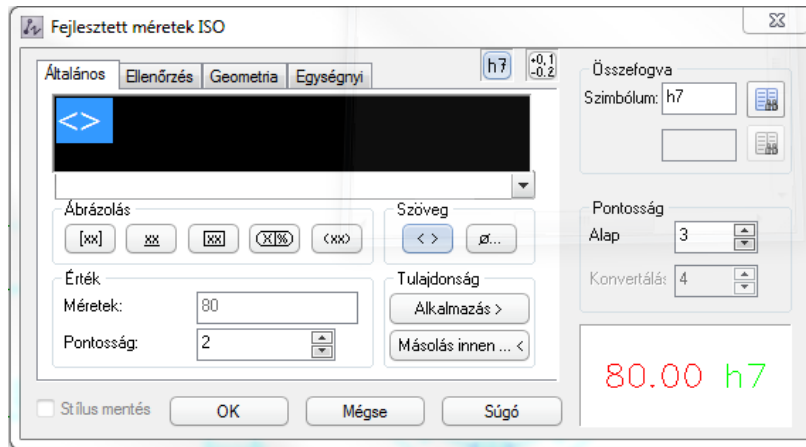 Fejlesztett méretek ISO
Általános Ellenőrzés Geometria Egységnyi
h7 +0.1 -0.2
<>
Ábrázolás
[xx] xx xx X|% (xx)
Szöveg
< > ø...
Érték
Méretek: 80
Pontosság: 2
Tulajdonság
Alkalmazás >
Másolás innen ... <
Stílus mentés OK Mégse Súgó
Összefogva
Szimbólum: h7
Pontosság
Alap 3
Konvertálás 4
80.00 h7